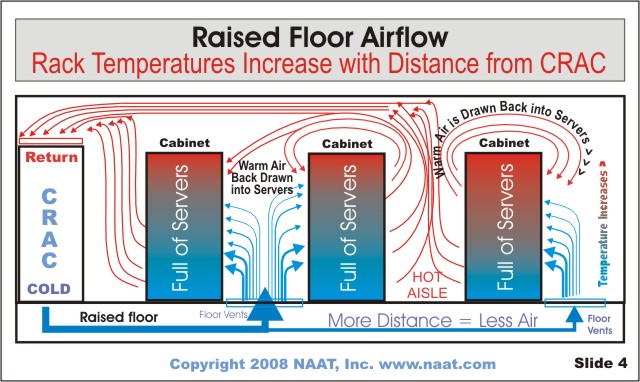 Raised Floor Airflow
Rack Temperatures Increase with Distance from CRAC
Return
CRAC
COLD
Cabinet
Full of Servers
Warm Air
Back Drawn
into Servers
Cabinet
Full of Servers
HOT
AISLE
Warm Air is Drawn Back into Servers > > >
Cabinet
Full of Servers
Temperature Increases >
Raised floor
Floor Vents
More Distance = Less Air
Floor
Vents
Copyright 2008 NAAT, Inc. www.naat.com
Slide 4